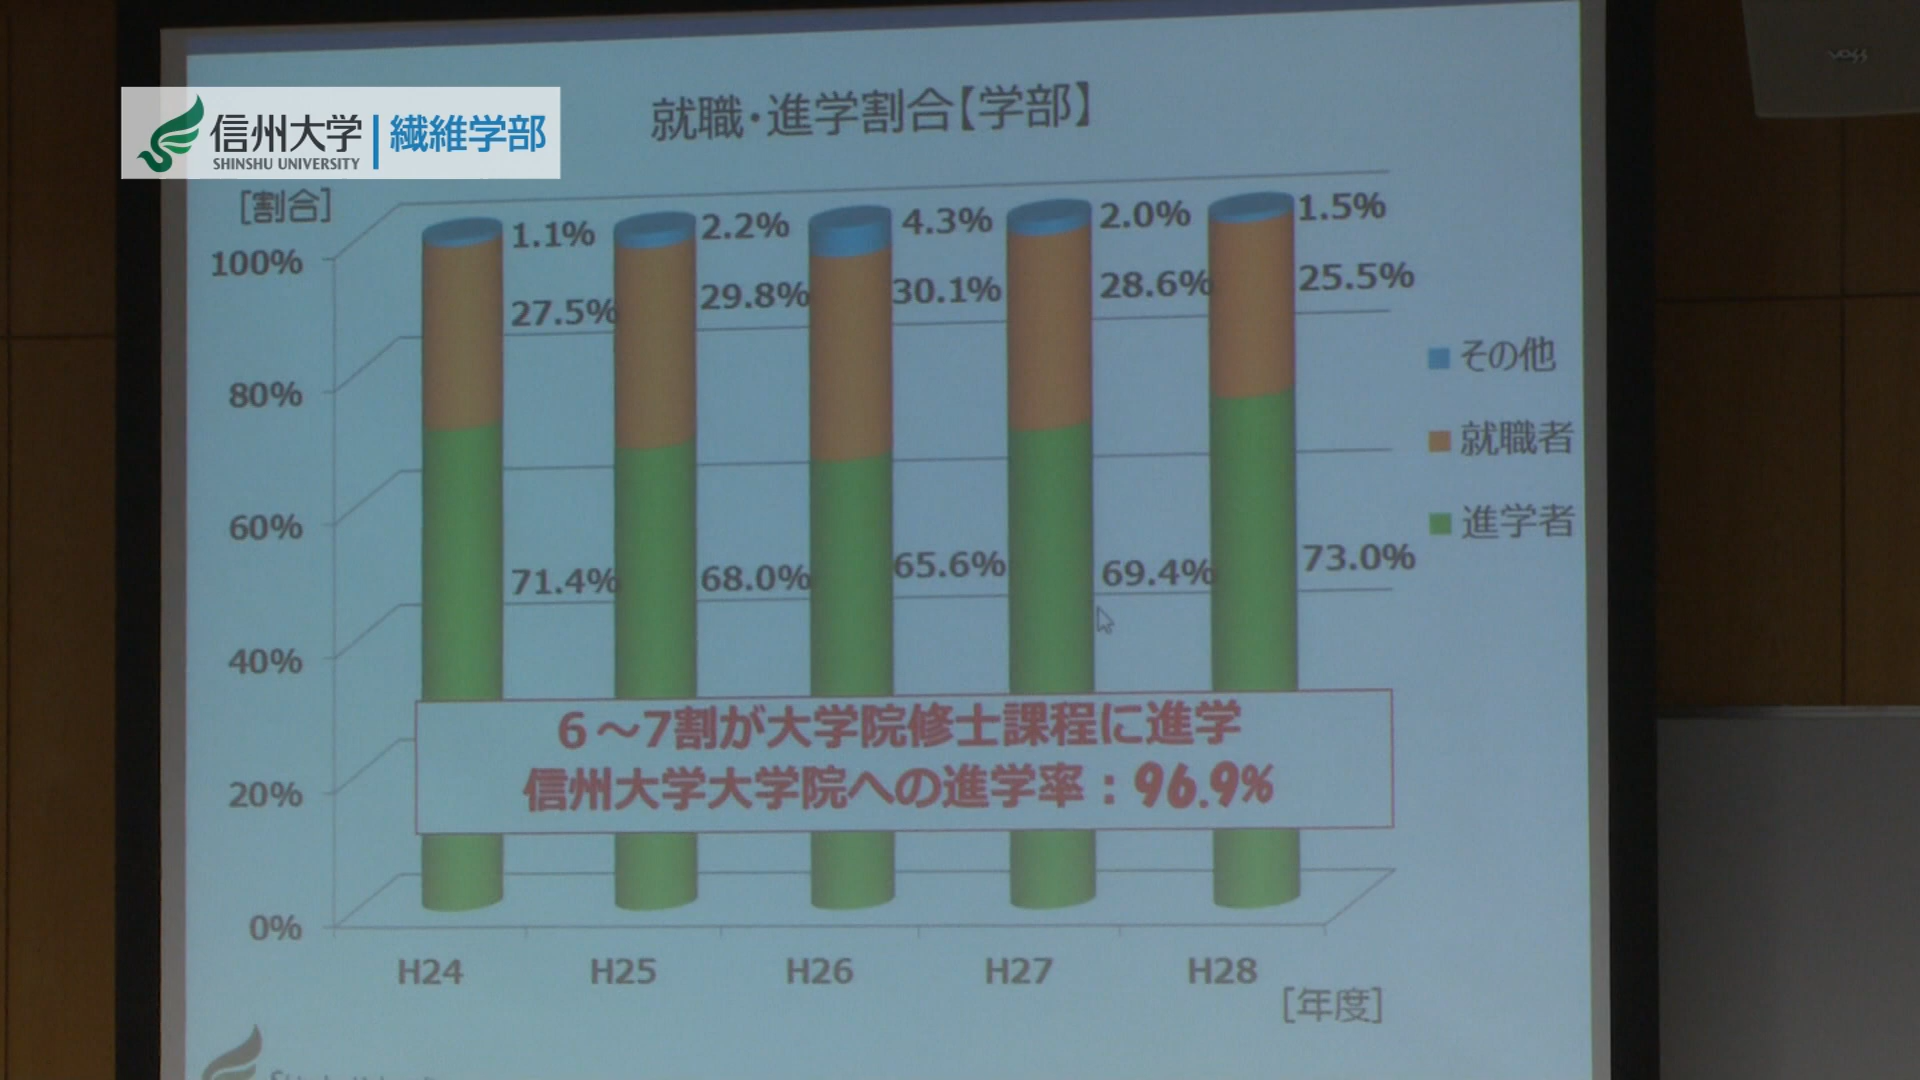 就職・進学割合【学部】
信州大学 繊維学部
SHINSHU UNIVERSITY
[割合]
100%
80%
60%
40%
20%
0%
1.1%
2.2%
4.3%
2.0%
1.5%
27.5%
29.8%
30.1%
28.6%
25.5%
71.4%
68.0%
65.6%
69.4%
73.0%
その他
就職者
進学者
6～7割が大学院修士課程に進学
信州大学大学院への進学率：96.9%
H24 H25 H26 H27 H28
[年度]